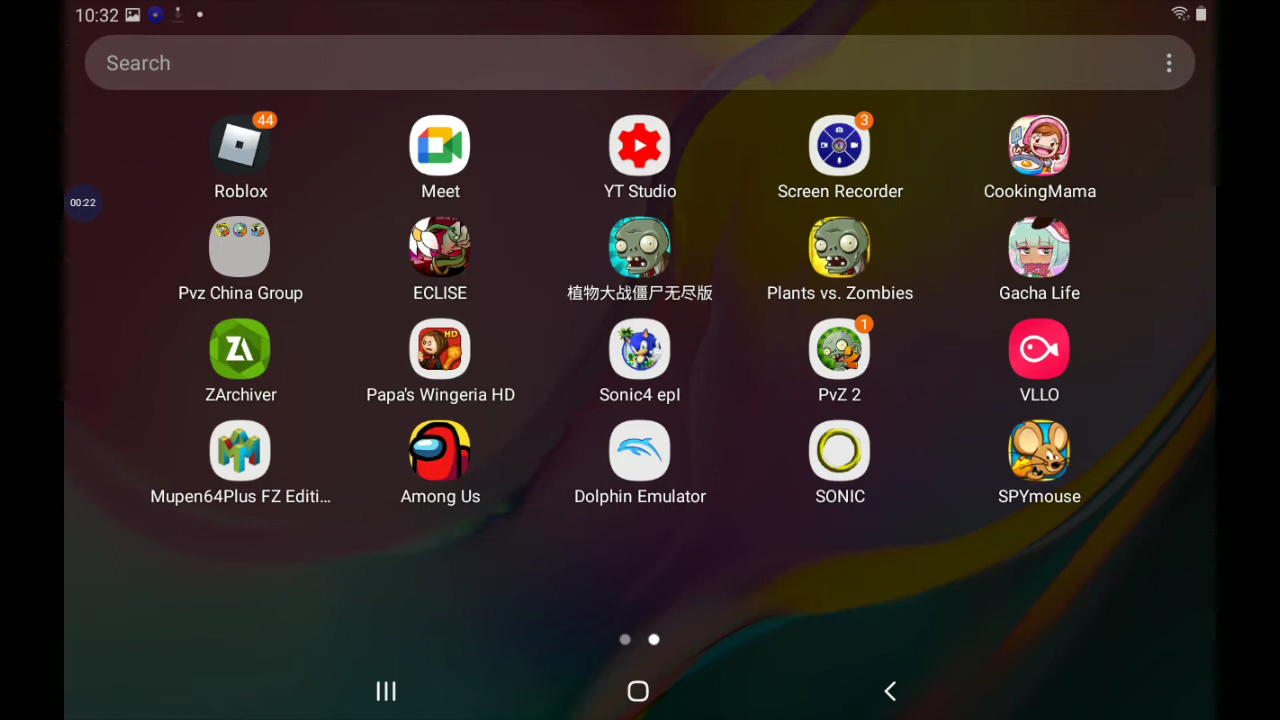 10:32
Search
44
3
Roblox
Meet
YT Studio
Screen Recorder
CookingMama
00:22
Pvz China Group
ECLISE
植物大战僵尸无尽版
Plants vs. Zombies
Gacha Life
ZA
HD
1
ZArchiver
Papa's Wingeria HD
Sonic4 epI
PvZ 2
VLLO
Mupen64Plus FZ Editi...
Among Us
Dolphin Emulator
SONIC
SPYmouse